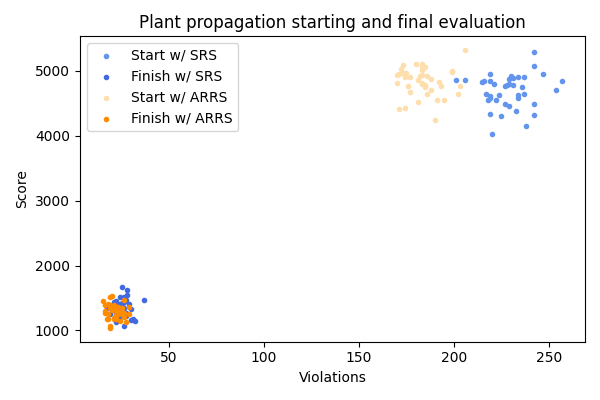 Plant propagation starting and final evaluation
Start w/ SRS
Finish w/ SRS
Start w/ ARRS
Finish w/ ARRS
5000
4000
3000
2000
1000
Score
50
100
150
200
250
Violations